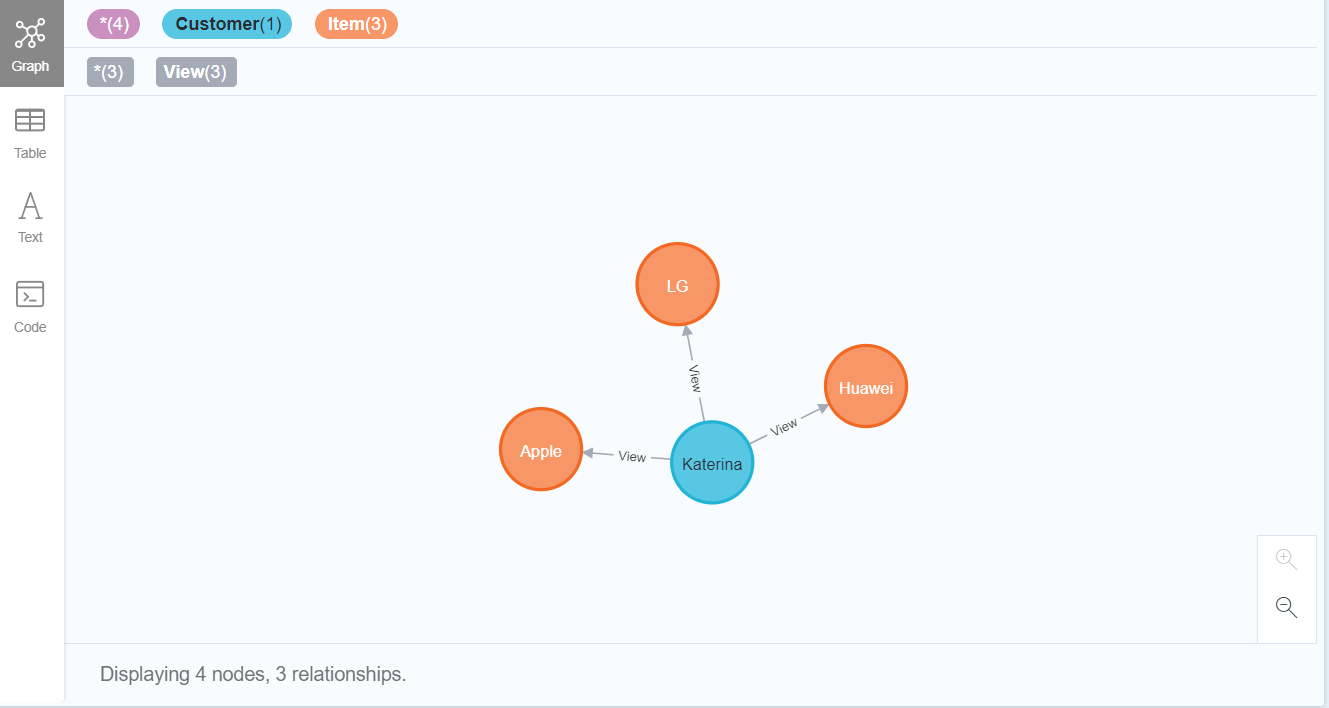 *(4) Customer(1) Item(3)
Graph
*(3) View(3)
Table
Text
Code
LG
View
Huawei
View
Apple
View
Katerina
Displaying 4 nodes, 3 relationships.